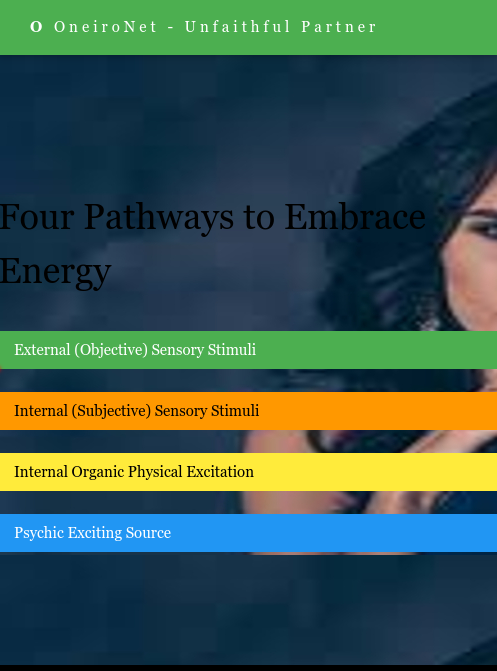 O OneiroNet - Unfaithful Partner
Four Pathways to Embrace
Energy
External (Objective) Sensory Stimuli
Internal (Subjective) Sensory Stimuli
Internal Organic Physical Excitation
Psychic Exciting Source